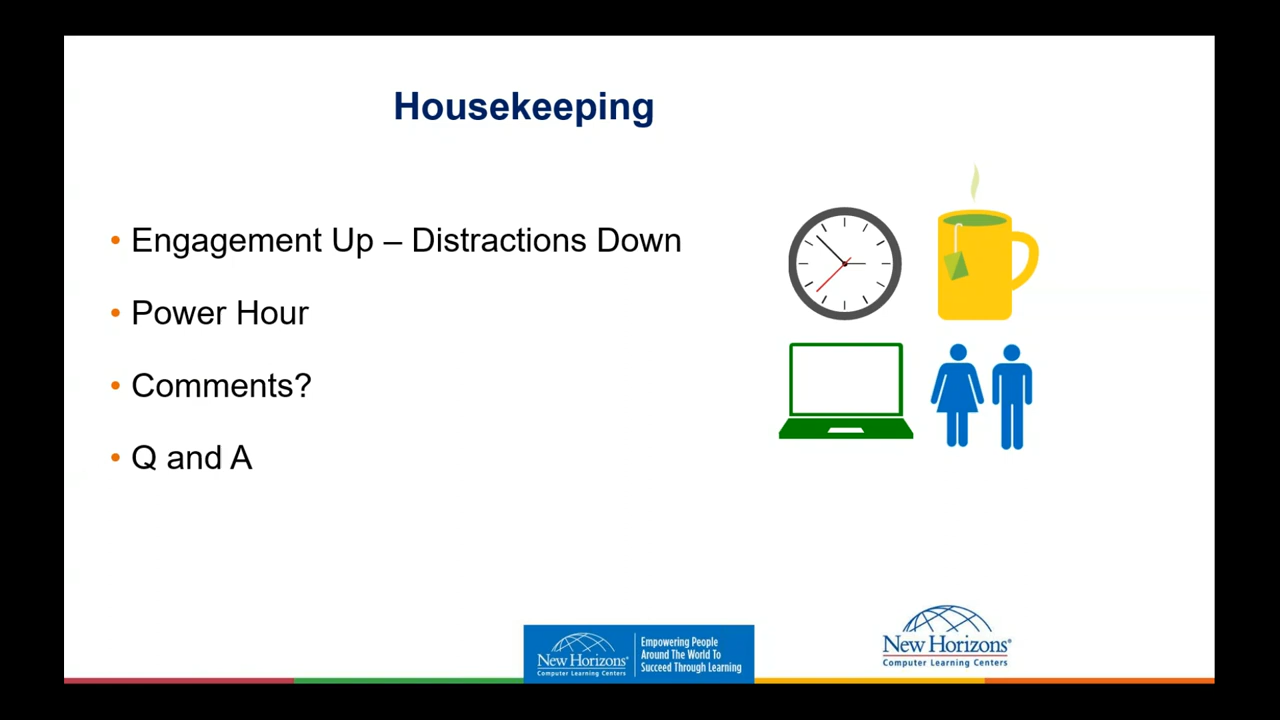 Housekeeping
• Engagement Up – Distractions Down
• Power Hour
• Comments?
• Q and A
New Horizons®
Computer Learning Centers
Empowering People
Around The World To
Succeed Through Learning
New Horizons®
Computer Learning Centers